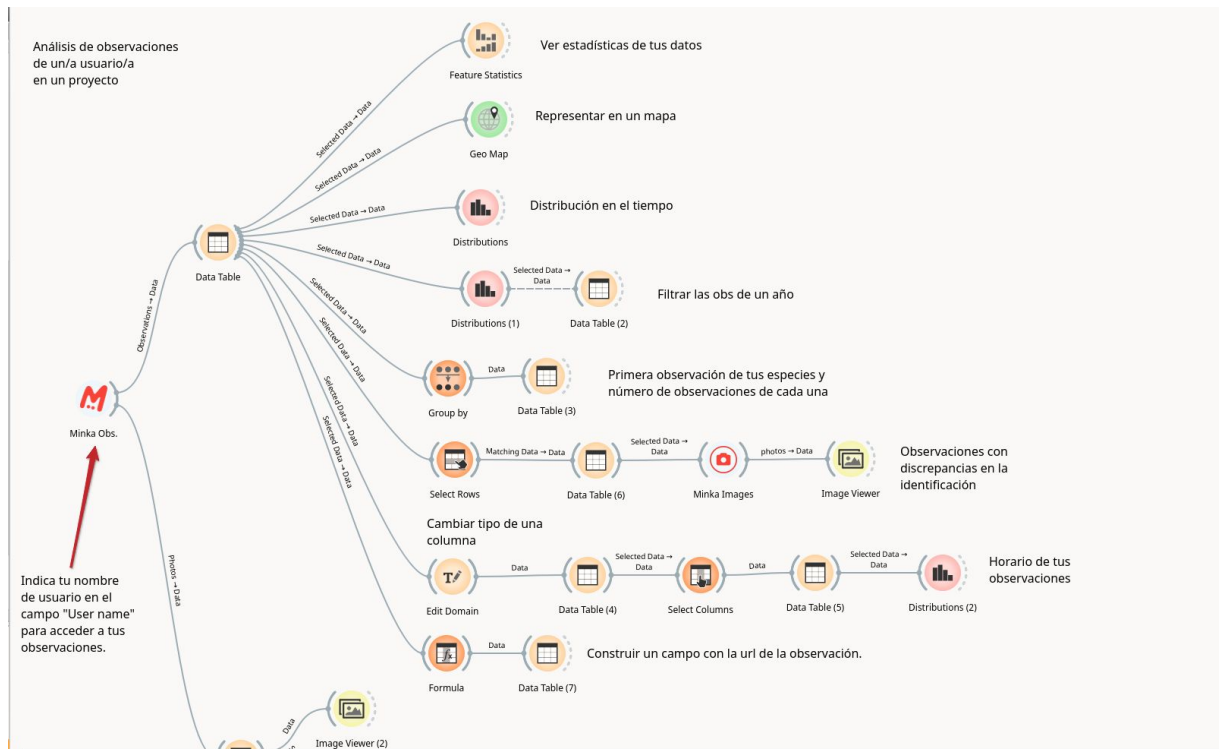 Análisis de observaciones
de un/a usuario/a
en un proyecto
Feature Statistics
Ver estadísticas de tus datos
Selected Data → Data
Geo Map
Representar en un mapa
Selected Data → Data
Distributions
Distribución en el tiempo
Selected Data → Data
Data Table
Selected Data → Data
Distributions (1)
Selected Data →
Data
Data Table (2)
Filtrar las obs de un año
Observations → Data
Selected Data → Data
Group by
Data
Data Table (3)
Primera observación de tus especies y
número de observaciones de cada una
Minka Obs.
Selected Data → Data
Select Rows
Matching Data → Data
Data Table (6)
Selected Data →
Data
Minka Images
photos → Data
Image Viewer
Observaciones con
discrepancias en la
identificación
Cambiar tipo de una
columna
Selected Data → Data
Edit Domain
Data
Data Table (4)
Selected Data →
Data
Select Columns
Data
Data Table (5)
Selected Data →
Data
Distributions (2)
Horario de tus
observaciones
Selected Data → Data
Formula
Data
Data Table (7)
Construir un campo con la url de la observación.
Indica tu nombre
de usuario en el
campo "User name"
para acceder a tus
observaciones.
Photos → Data
Data
Image Viewer (2)